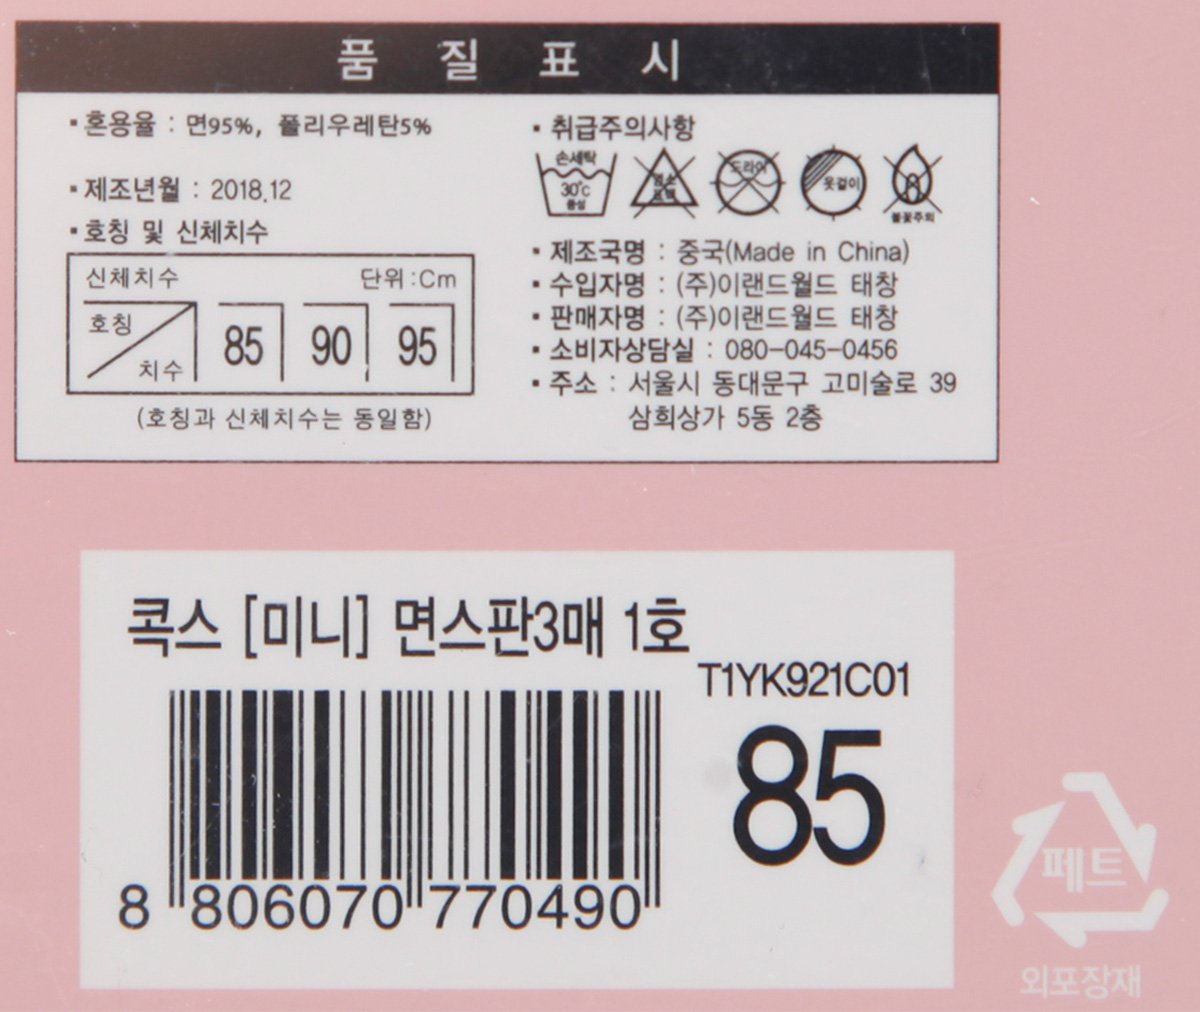 품 질 표 시
▪ 혼용율 : 면95%, 폴리우레탄5%
▪ 제조년월 : 2018.12
▪ 호칭 및 신체치수
신체치수 단위:Cm
호칭
치수
85 90 95
(호칭과 신체치수는 동일함)
▪ 취급주의사항
손세탁
30℃
중성
염소
표백
드라이
옷걸이
불꽃주의
▪ 제조국명 : 중국(Made in China)
▪ 수입자명 : (주)이랜드월드 태창
▪ 판매자명 : (주)이랜드월드 태창
▪ 소비자상담실 : 080-045-0456
▪ 주소 : 서울시 동대문구 고미술로 39
삼희상가 5동 2층
콕스 [미니] 면스판3매 1호
T1YK921C01
85
8 806070 770490
페트
외포장재